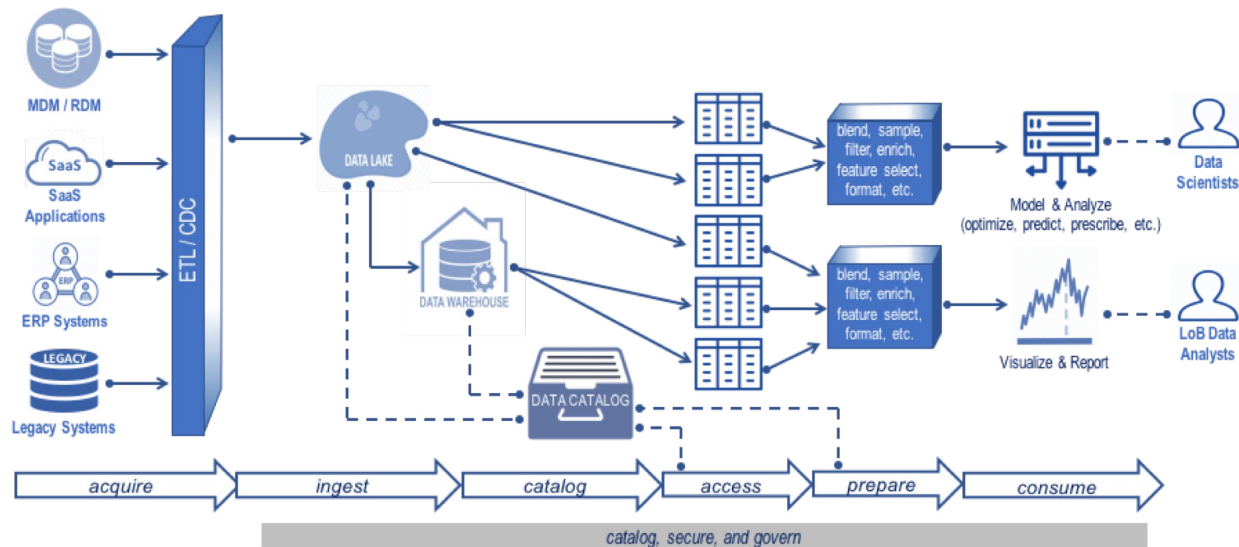 MDM / RDM
SaaS
SaaS
Applications
ERP
ERP Systems
LEGACY
Legacy Systems
ETL / CDC
DATA LAKE
DATA WAREHOUSE
DATA CATALOG
blend, sample,
filter, enrich,
feature select,
format, etc.
blend, sample,
filter, enrich,
feature select,
format, etc.
Model & Analyze
(optimize, predict, prescribe, etc.)
Visualize & Report
Data
Scientists
LoB Data
Analysts
acquire
ingest
catalog
access
prepare
consume
catalog, secure, and govern